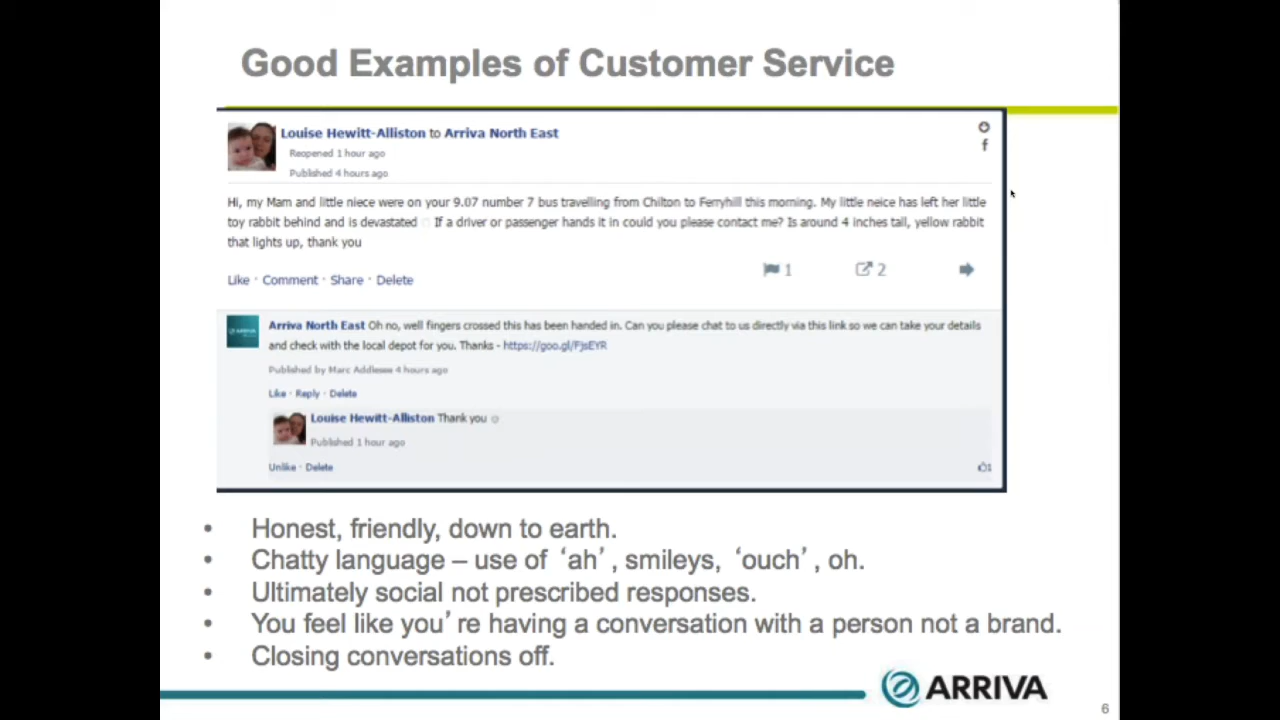 Good Examples of Customer Service
Louise Hewitt-Alliston to Arriva North East
Reopened 1 hour ago
Published 4 hours ago
Hi, my Mam and little niece were on your 9.07 number 7 bus travelling from Chilton to Ferryhill this morning. My little neice has left her little
toy rabbit behind and is devastated If a driver or passenger hands it in could you please contact me? Is around 4 inches tall, yellow rabbit
that lights up, thank you
Like · Comment · Share · Delete
1
2
Arriva North East Oh no, well fingers crossed this has been handed in. Can you please chat to us directly via this link so we can take your details
and check with the local depot for you. Thanks - https://goo.gl/FjsEYR
Published by Marc 4 hours ago
Like · Reply · Delete
Louise Hewitt-Alliston Thank you ☺
Published 1 hour ago
Unlike · Delete
1
• Honest, friendly, down to earth.
• Chatty language – use of ‘ah’, smileys, ‘ouch’, oh.
• Ultimately social not prescribed responses.
• You feel like you’re having a conversation with a person not a brand.
• Closing conversations off.
ARRIVA
6